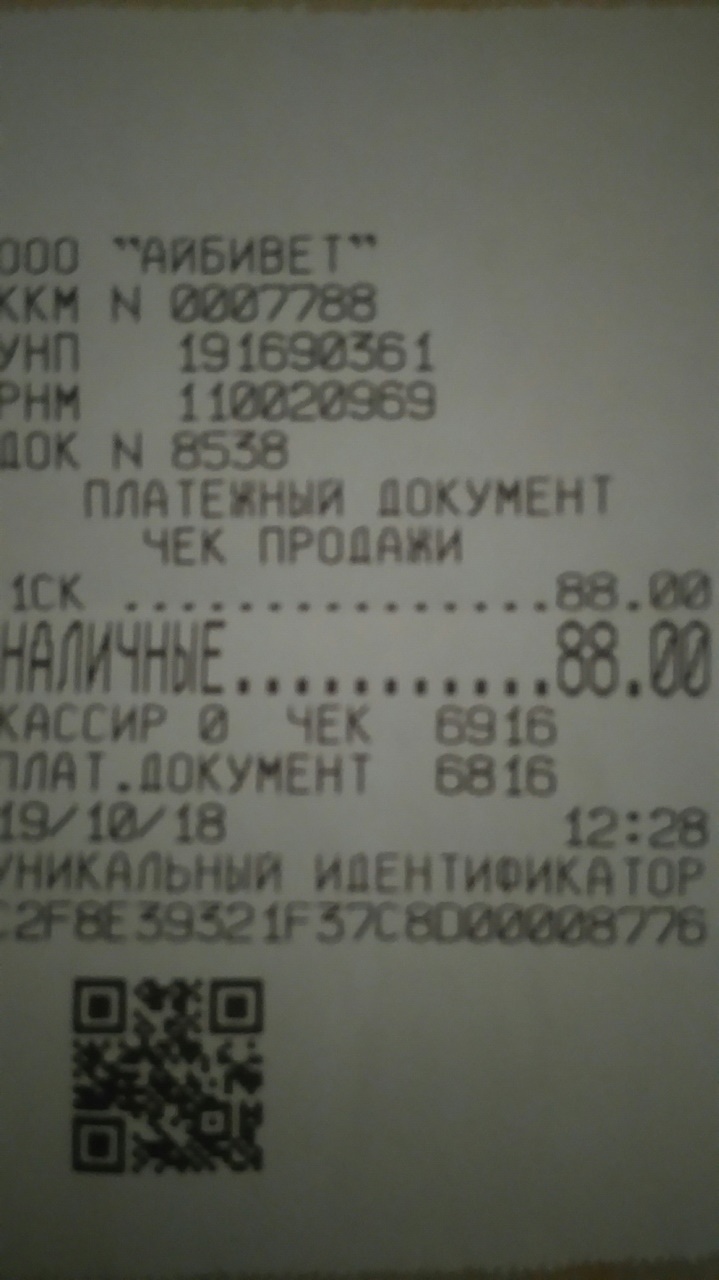 ООО "АЙБИВЕТ"
ККМ N 0007788
УНП 191690361
РНМ 110020969
ДОК N 8538
ПЛАТЕЖНЫЙ ДОКУМЕНТ
ЧЕК ПРОДАЖИ
1СК ................88.00
НАЛИЧНЫЕ...........88.00
КАССИР 0 ЧЕК 6916
ПЛАТ.ДОКУМЕНТ 6816
19/10/18 12:28
УНИКАЛЬНЫЙ ИДЕНТИФИКАТОР
C2F8E39321F37C8D00008776